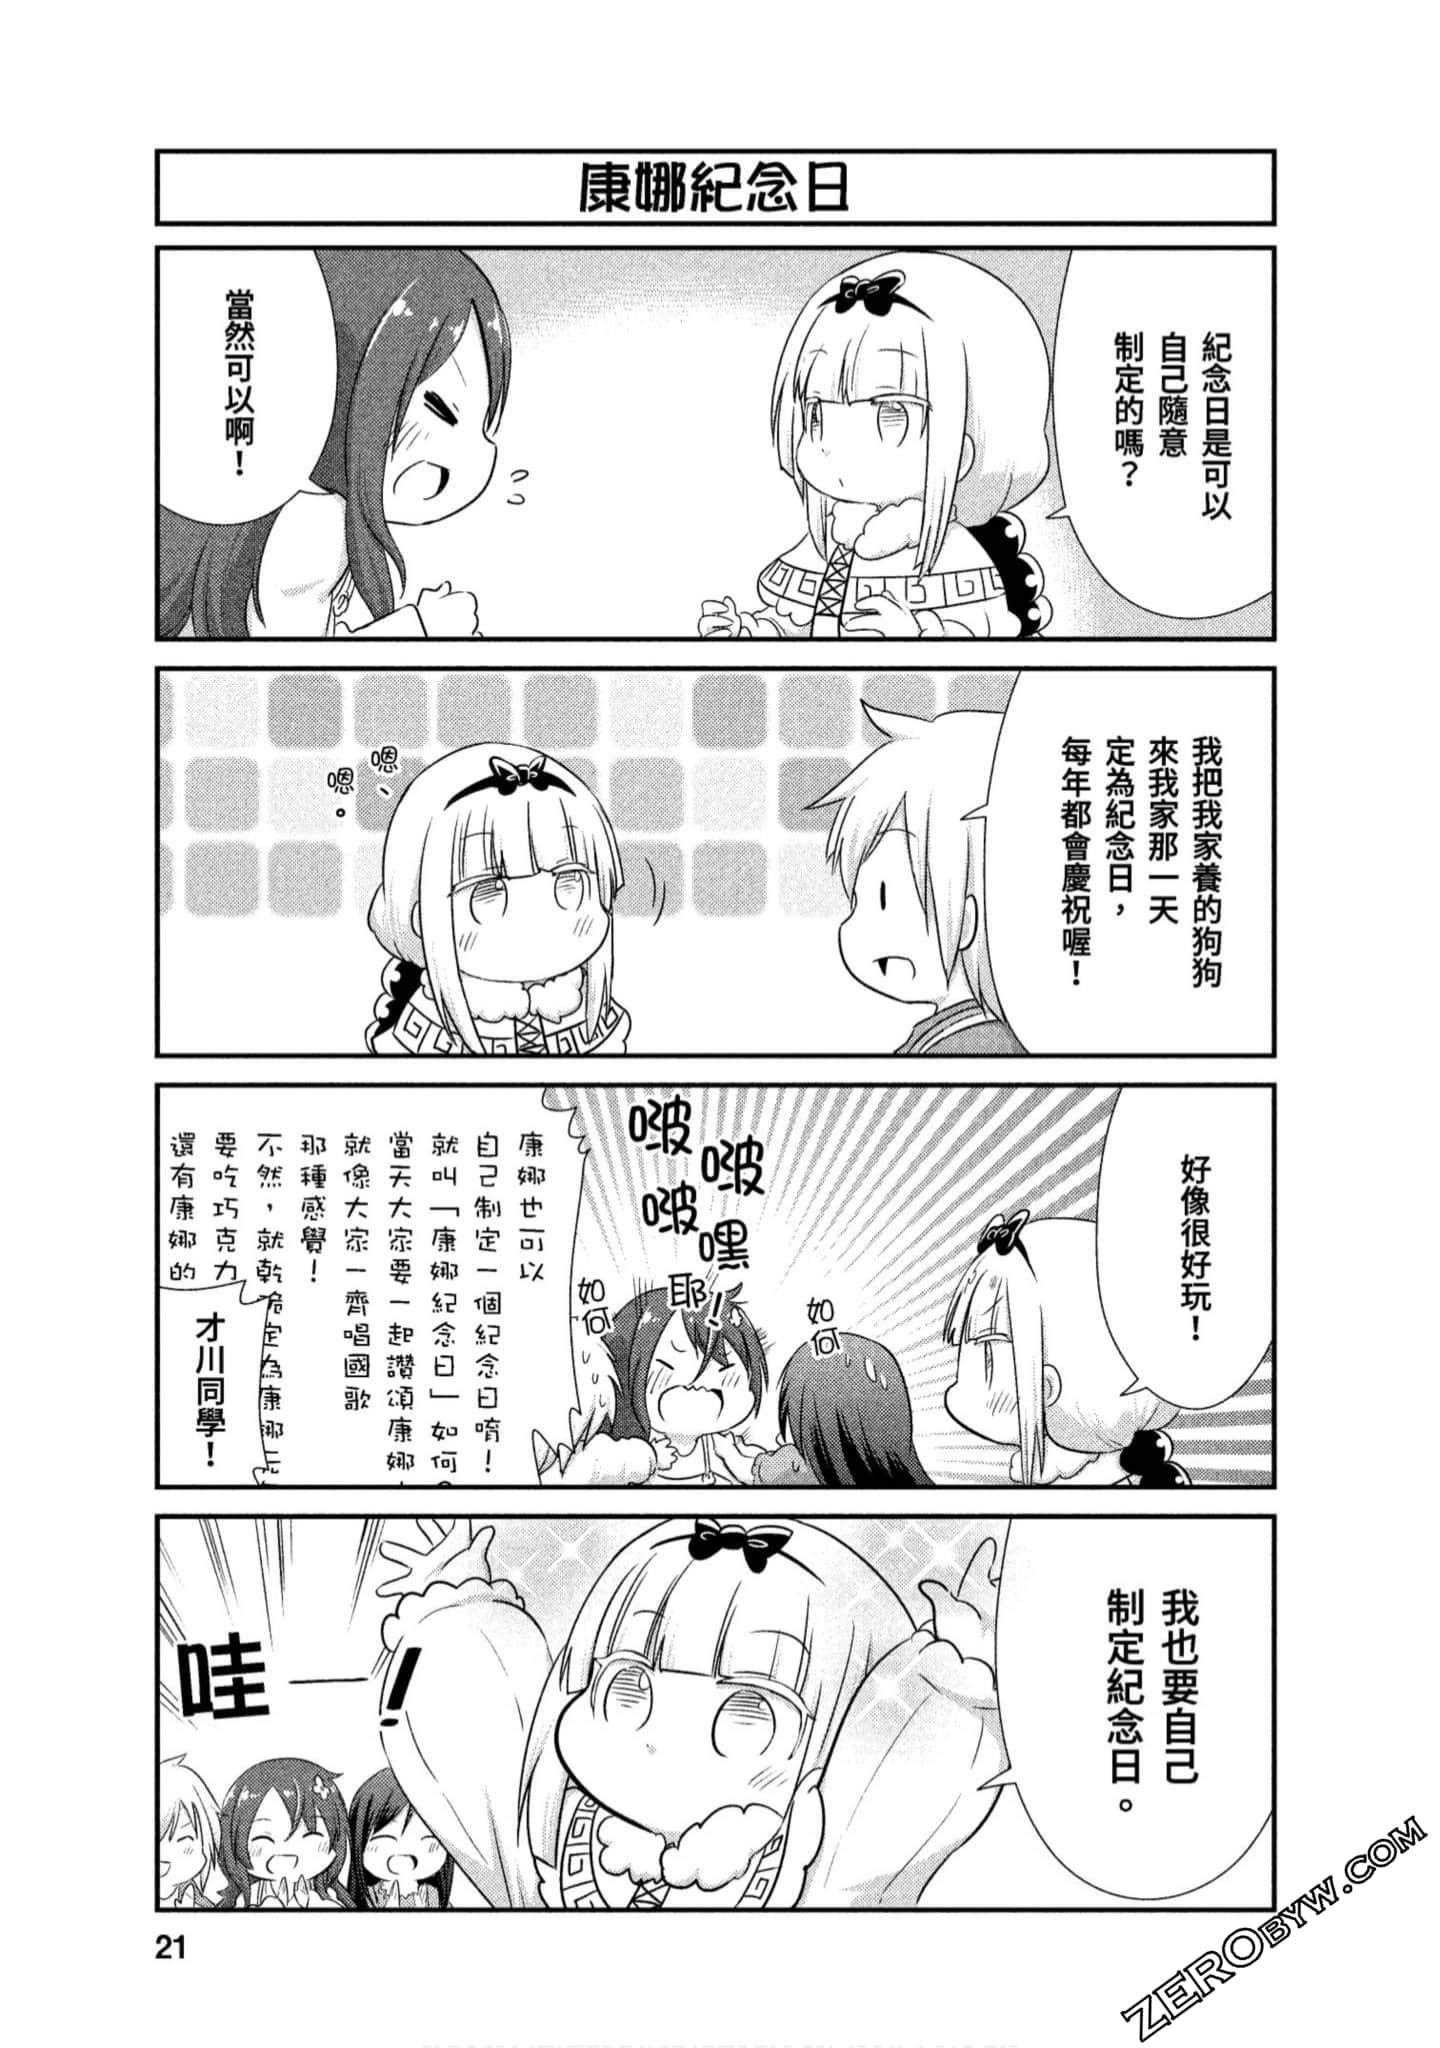 康娜紀念日
紀念日是可以
自己隨意
制定的嗎？
當然可以啊！
我把我家養的狗狗
來我家那一天
定為紀念日，
每年都會慶祝喔！
嗯、
嗯。
好像很好玩！
啵
啵
啵
嘿
耶！
如何
如何
康娜也可以
自己制定一個紀念日唷！
就叫「康娜紀念日」如何
當天大家要一起讚頌康娜
就像大家一齊唱國歌
那種感覺！
不然，就乾
定為康娜
要吃巧克力
還有康娜的
才川同學！
我也要自己
制定紀念日。
哇—！
21
ZEROBYW.COM